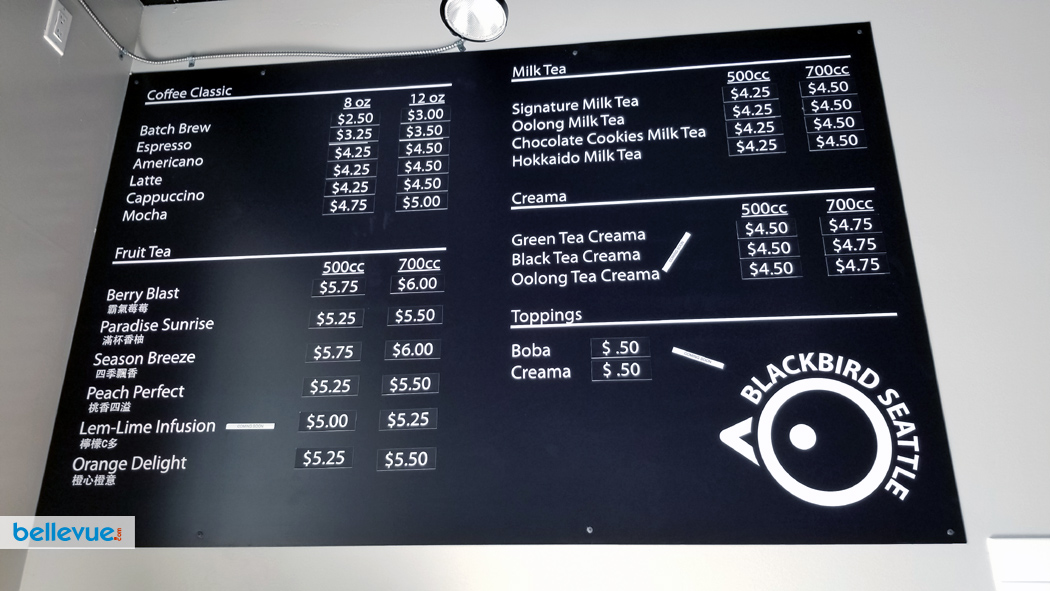 Coffee Classic
8 oz 12 oz
Batch Brew $2.50 $3.00
Espresso $3.25 $3.50
Americano $4.25 $4.50
Latte $4.25 $4.50
Cappuccino $4.25 $4.50
Mocha $4.75 $5.00
Fruit Tea
500cc 700cc
Berry Blast $5.75 $6.00
霸氣莓莓
Paradise Sunrise $5.25 $5.50
滿杯香柚
Season Breeze $5.75 $6.00
四季飄香
Peach Perfect $5.25 $5.50
桃香四溢
Lem-Lime Infusion $5.00 $5.25
檸檬C多
Orange Delight $5.25 $5.50
橙心橙意
Milk Tea
500cc 700cc
Signature Milk Tea $4.25 $4.50
Oolong Milk Tea $4.25 $4.50
Chocolate Cookies Milk Tea $4.25 $4.50
Hokkaido Milk Tea $4.25 $4.50
Creama
500cc 700cc
Green Tea Creama $4.50 $4.75
Black Tea Creama $4.50 $4.75
Oolong Tea Creama $4.50 $4.75
Toppings
Boba $ .50
Creama $ .50
BLACKBIRD SEATTLE
bellevue.com